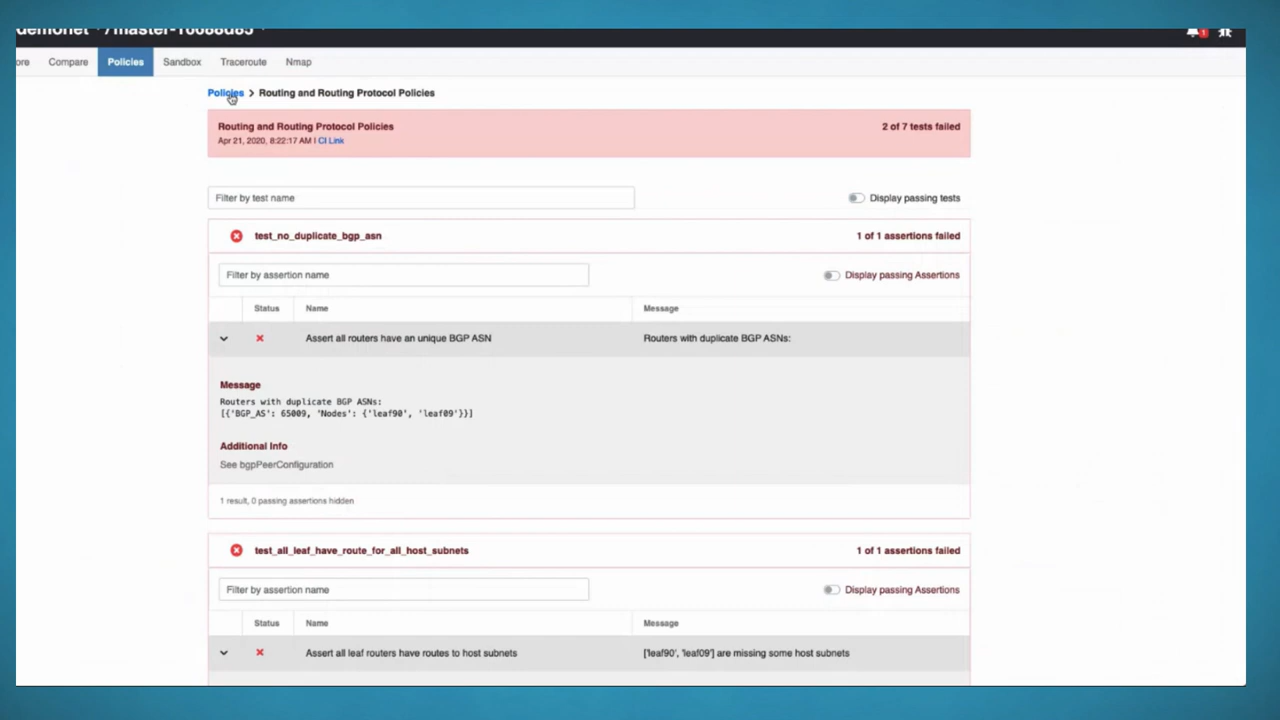 ore Compare Policies Sandbox Traceroute Nmap
Policies > Routing and Routing Protocol Policies
Routing and Routing Protocol Policies
2 of 7 tests failed
Apr 21, 2020, 8:22:17 AM | CI Link
Filter by test name
Display passing tests
test_no_duplicate_bgp_asn
1 of 1 assertions failed
Filter by assertion name
Display passing Assertions
Status Name Message
Assert all routers have an unique BGP ASN
Routers with duplicate BGP ASNs:
Message
Routers with duplicate BGP ASNs:
[{'BGP_AS': 65009, 'Nodes': {'leaf90', 'leaf09'}}]
Additional Info
See bgpPeerConfiguration
1 result, 0 passing assertions hidden
test_all_leaf_have_route_for_all_host_subnets
1 of 1 assertions failed
Filter by assertion name
Display passing Assertions
Status Name Message
Assert all leaf routers have routes to host subnets
['leaf90', 'leaf09'] are missing some host subnets